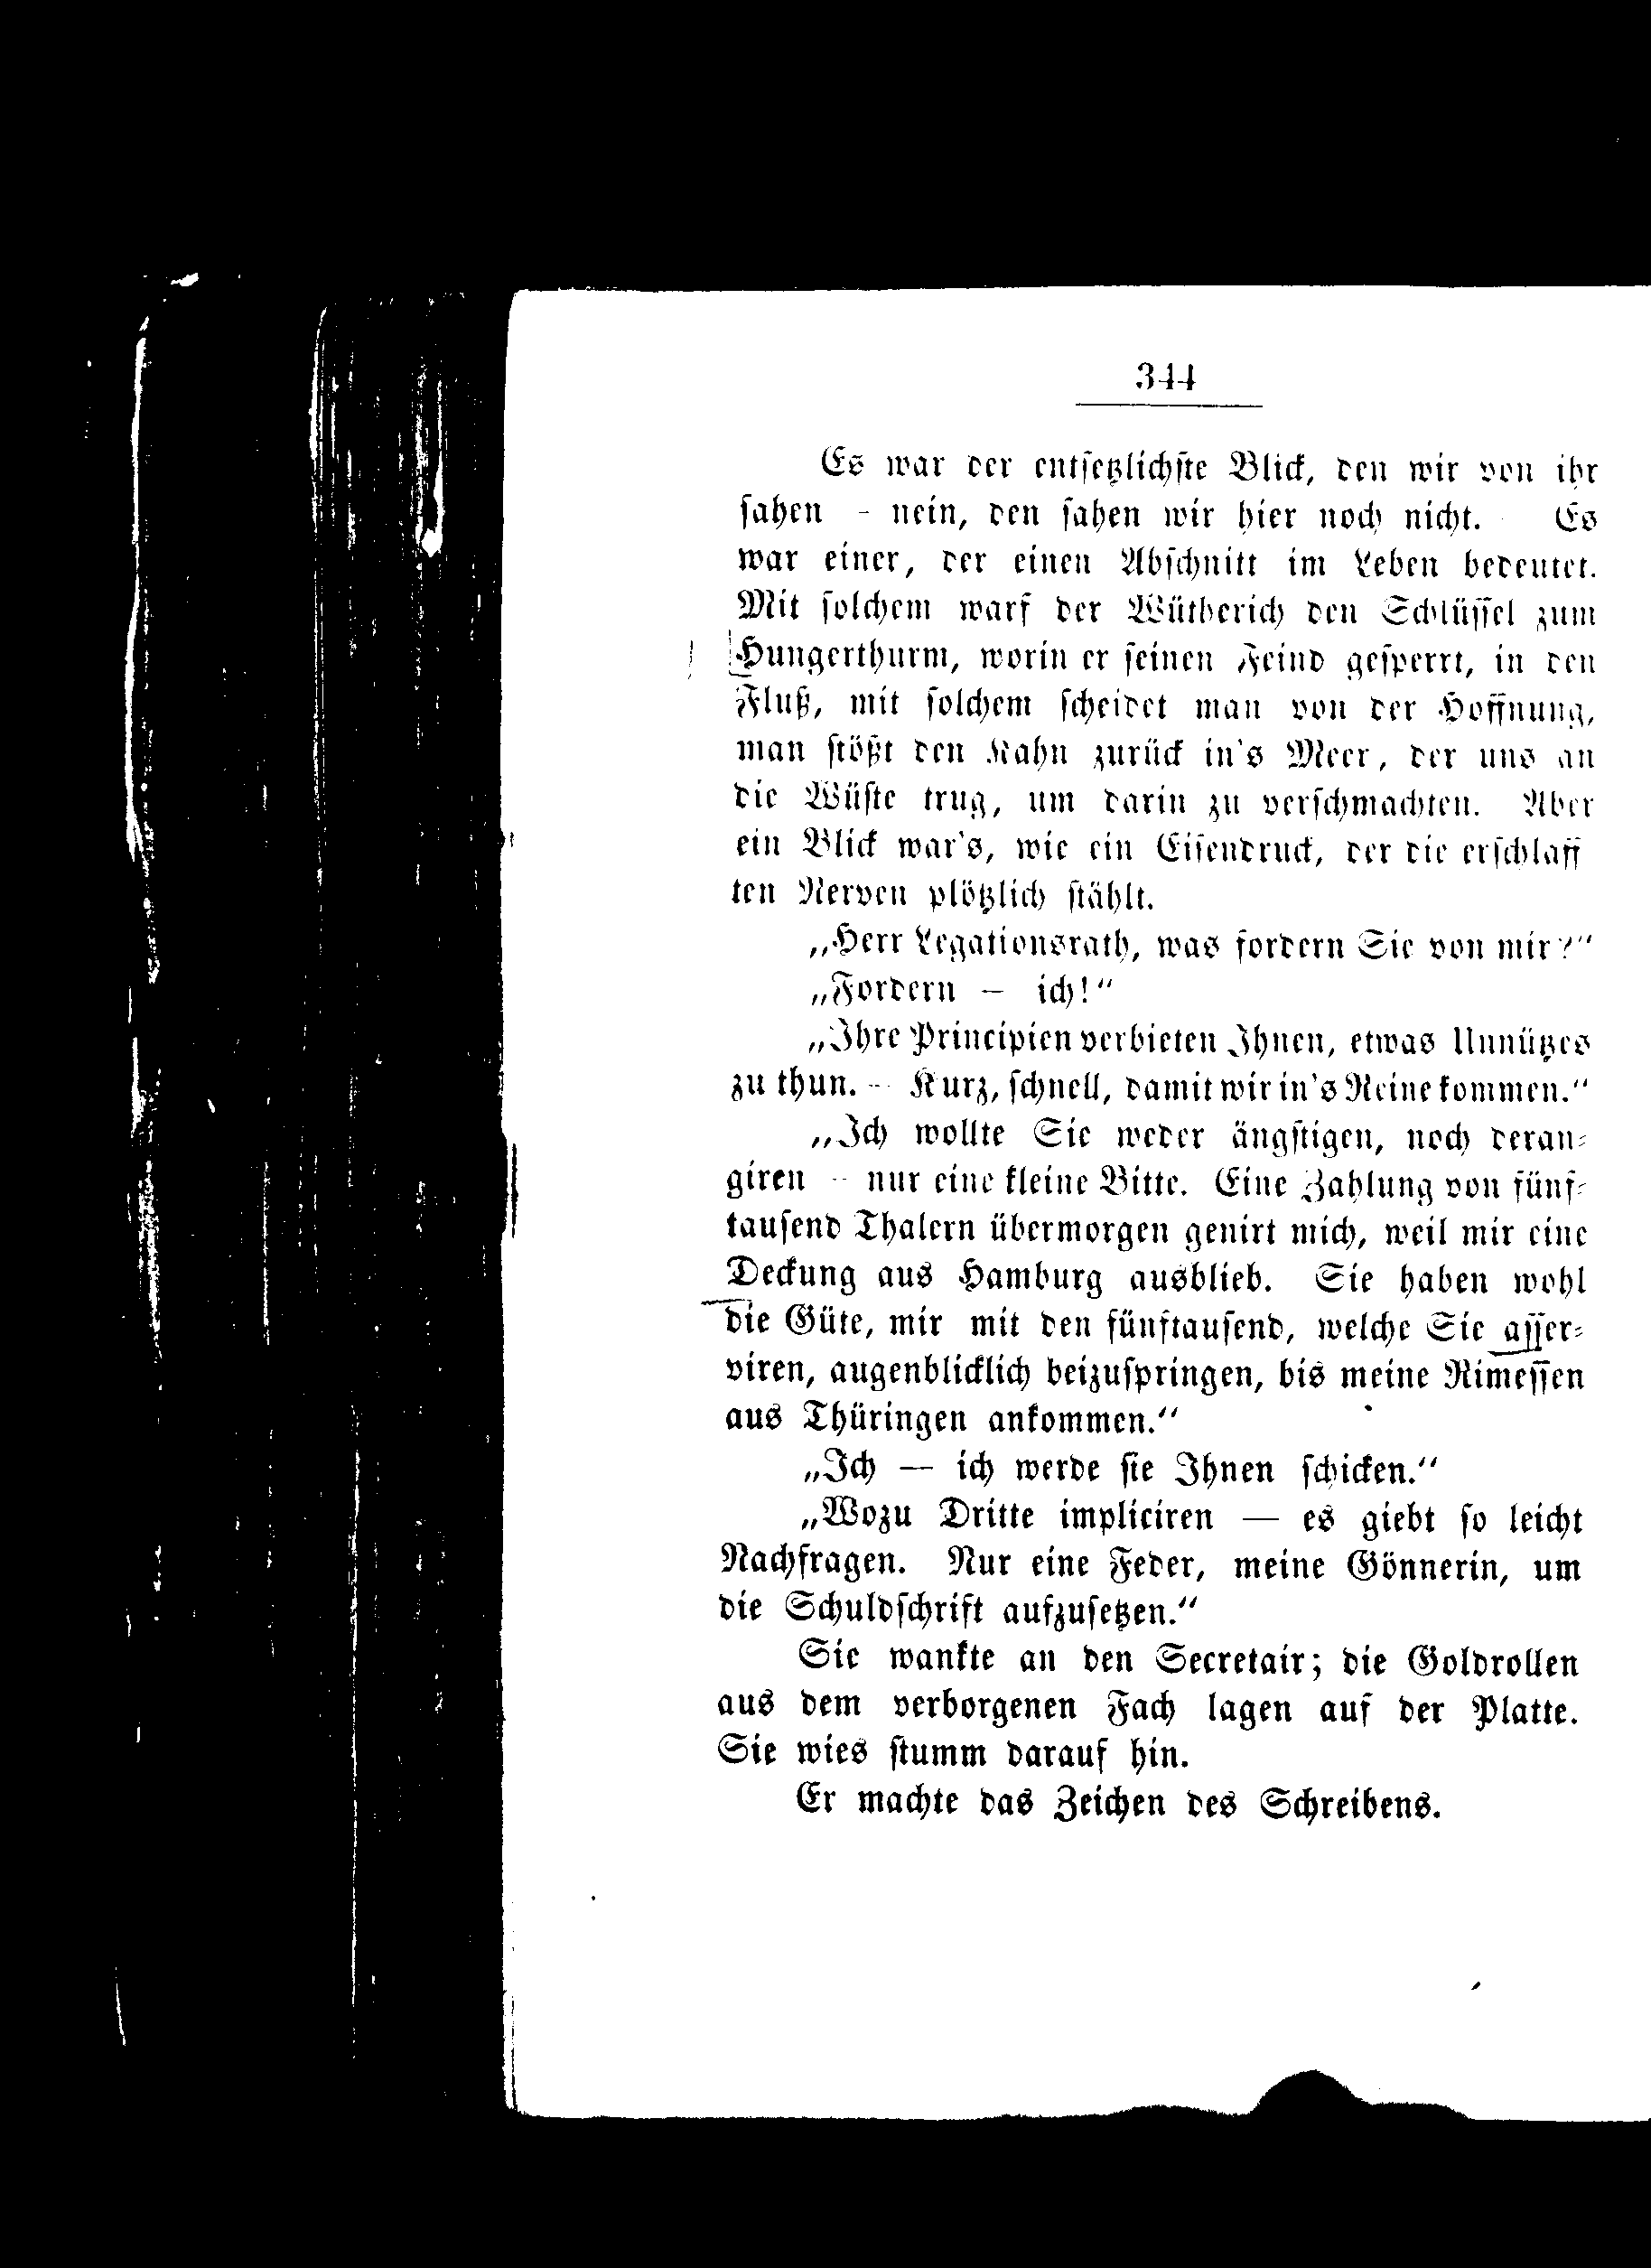 344
Es war der entsetzlichste Blick, den wir von ihr
sahen - nein, den sahen wir hier noch nicht. Es
war einer, der einen Abschnitt im Leben bedeutet.
Mit solchem warf der Wütherich den Schlüssel zum
Hungerthurm, worin er seinen Feind gesperrt, in den
Fluß, mit solchem scheidet man von der Hoffnung,
man stößt den Kahn zurück in's Meer, der uns an
die Wüste trug, um darin zu verschmachten. Aber
ein Blick war's, wie ein Eisendruck, der die erschlaff
ten Nerven plötzlich stählt.
„Herr Legationsrath, was fordern Sie von mir?“
„Fordern — ich!“
„Ihre Principien verbieten Ihnen, etwas Unnützes
zu thun. — Kurz, schnell, damit wir in's Reine kommen.“
„Ich wollte Sie weder ängstigen, noch deran-
giren — nur eine kleine Bitte. Eine Zahlung von fünf-
tausend Thalern übermorgen genirt mich, weil mir eine
Deckung aus Hamburg ausblieb. Sie haben wohl
die Güte, mir mit den fünftausend, welche Sie asser-
viren, augenblicklich beizuspringen, bis meine Rimessen
aus Thüringen ankommen.“
„Ich — ich werde sie Ihnen schicken.“
„Wozu Dritte impliciren — es giebt so leicht
Nachfragen. Nur eine Feder, meine Gönnerin, um
die Schuldschrift aufzusetzen.“
Sie wankte an den Secretair; die Goldrollen
aus dem verborgenen Fach lagen auf der Platte.
Sie wies stumm darauf hin.
Er machte das Zeichen des Schreibens.